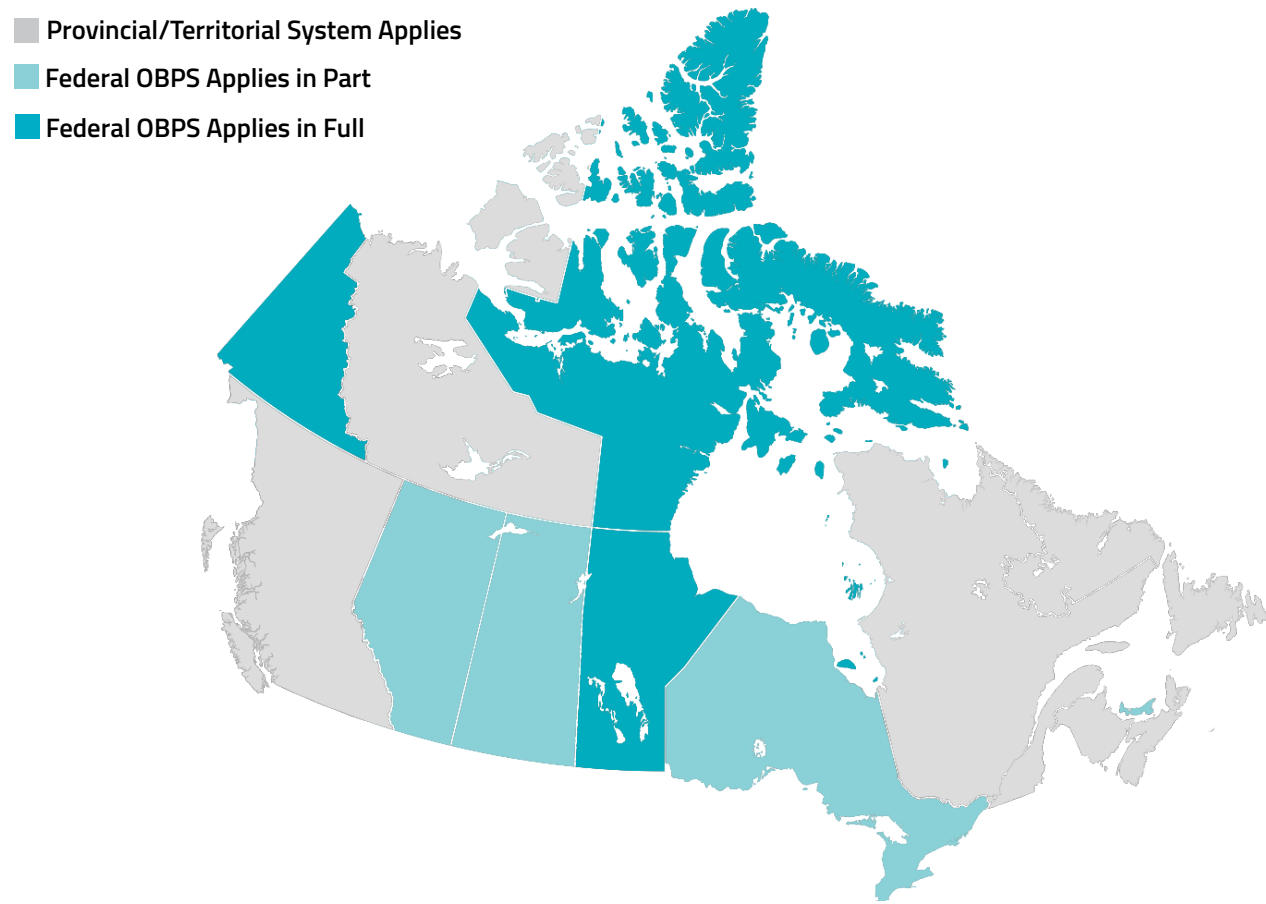 Provincial/Territorial System Applies
Federal OBPS Applies in Part
Federal OBPS Applies in Full